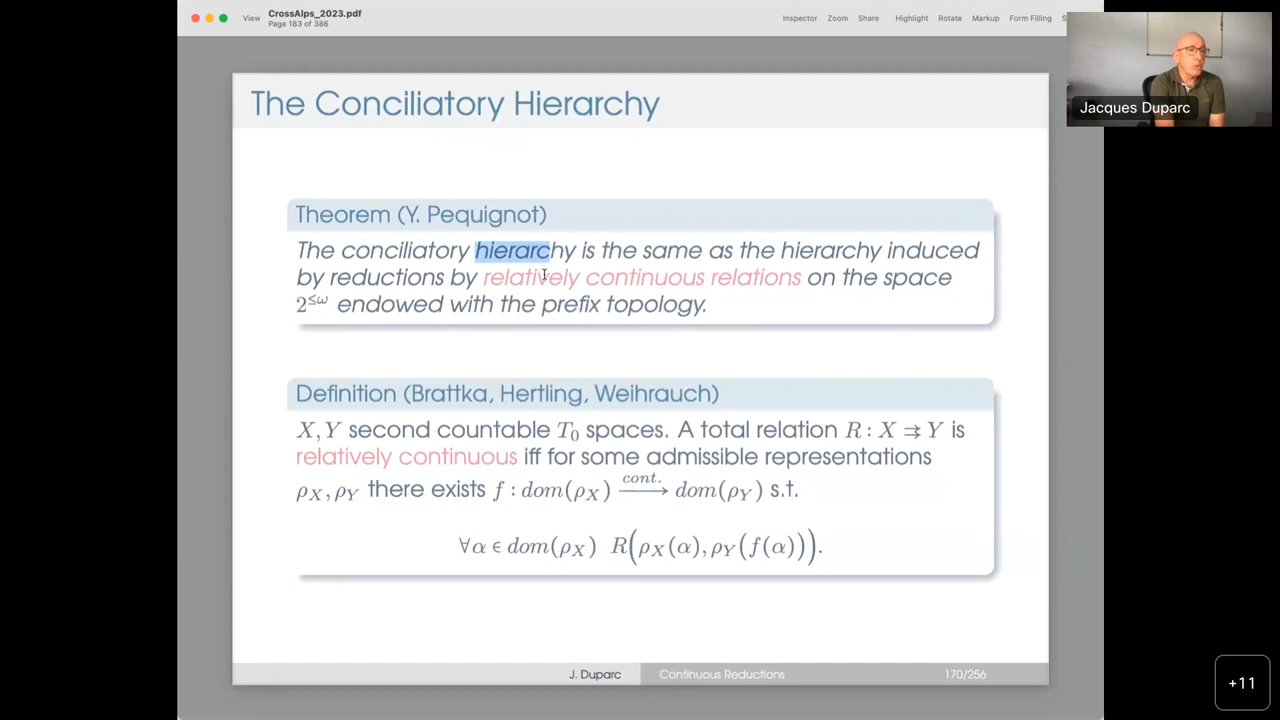 View
CrossAlps_2023.pdf
Page 183 of 386
Inspector Zoom Share Highlight Rotate Markup Form Filling
Jacques Duparc
The Conciliatory Hierarchy
Theorem (Y. Pequignot)
The conciliatory hierarchy is the same as the hierarchy induced
by reductions by relatively continuous relations on the space
2^{≤ω} endowed with the prefix topology.
Definition (Brattka, Hertling, Weihrauch)
X, Y second countable T₀ spaces. A total relation R : X ⇉ Y is
relatively continuous iff for some admissible representations
ρ_X, ρ_Y there exists f : dom(ρ_X) \xrightarrow{cont.} dom(ρ_Y) s.t.
∀α ∈ dom(ρ_X) R(ρ_X(α), ρ_Y(f(α))).
J. Duparc Continuous Reductions 170/256
+11